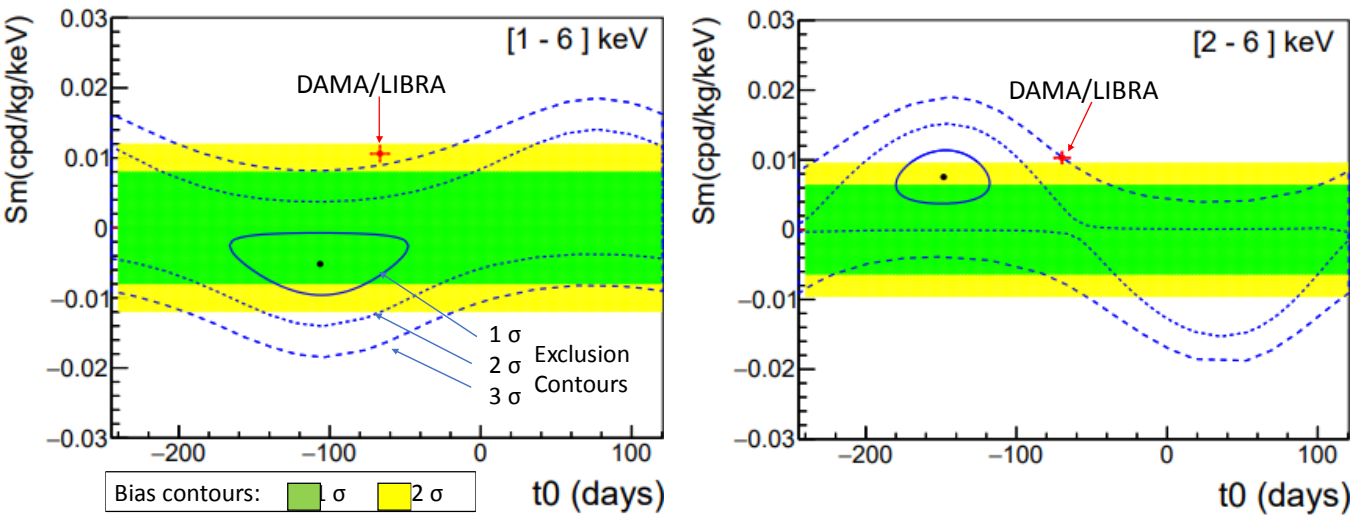 Sm(cpd/kg/keV)
0.03
0.02
0.01
0
−0.01
−0.02
−0.03
[1 - 6 ] keV
DAMA/LIBRA
1 σ
2 σ Exclusion
3 σ Contours
−200
−100
0
100
t0 (days)
Bias contours: 1 σ 2 σ
Sm(cpd/kg/keV)
0.03
0.02
0.01
0
−0.01
−0.02
−0.03
[2 - 6 ] keV
DAMA/LIBRA
−200
−100
0
100
t0 (days)